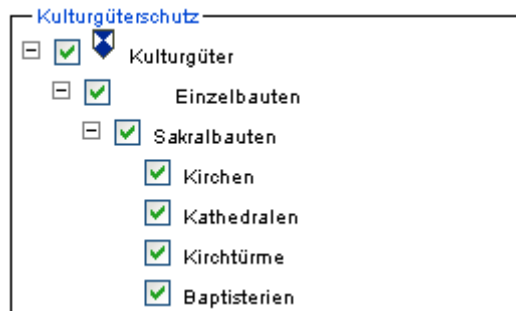 Kulturgüterschutz
Kulturgüter
Einzelbauten
Sakralbauten
Kirchen
Kathedralen
Kirchtürme
Baptisterien